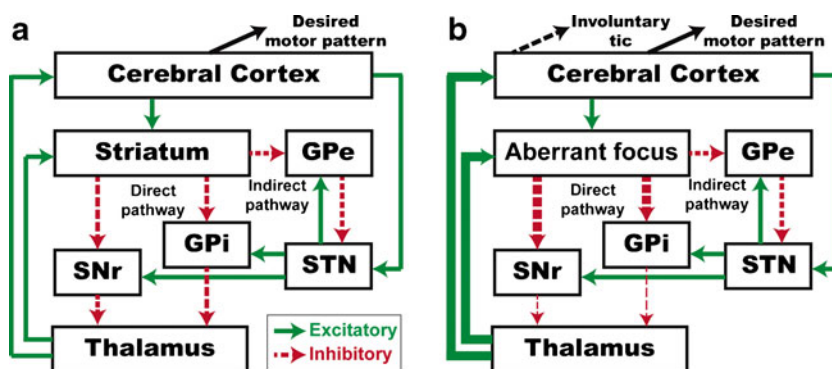 a
Desired
motor pattern
Cerebral Cortex
Striatum
GPe
Direct
pathway
Indirect
pathway
GPi
SNr
STN
Thalamus
Excitatory
Inhibitory
b
Involuntary
tic
Desired
motor pattern
Cerebral Cortex
Aberrant focus
GPe
Direct
pathway
Indirect
pathway
GPi
SNr
STN
Thalamus